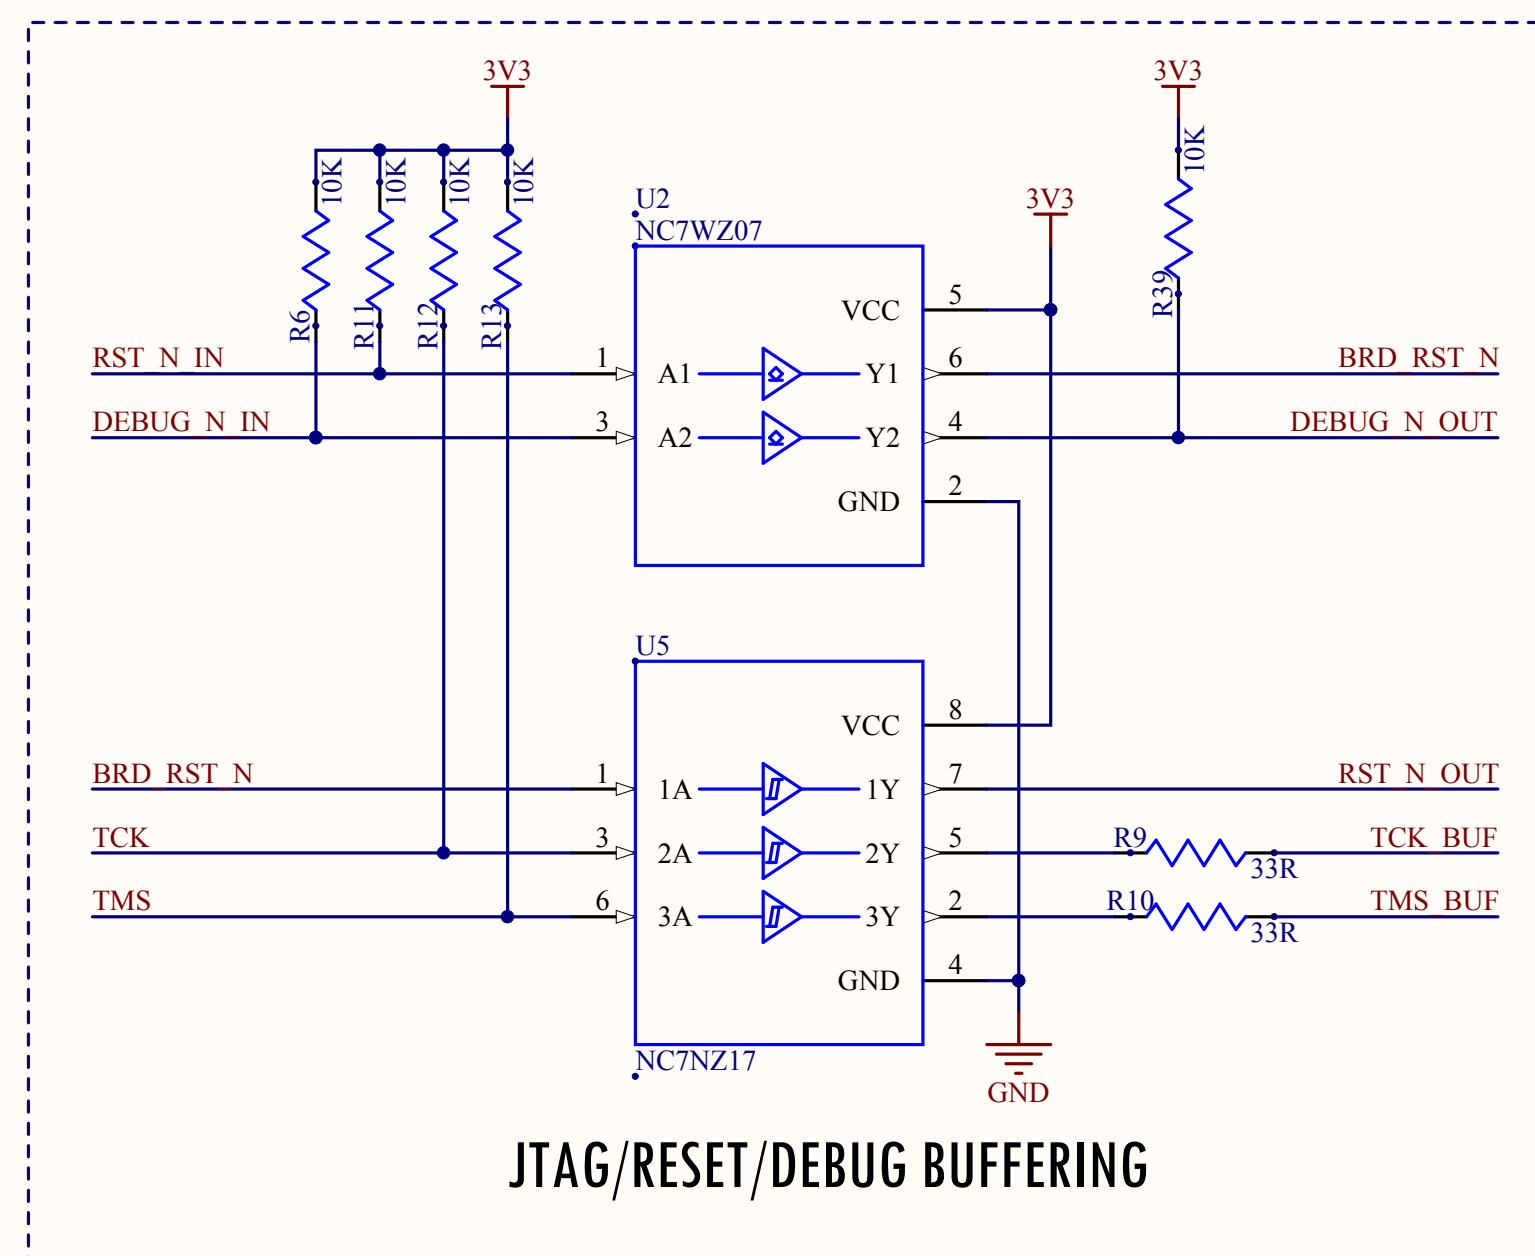 3V3
3V3
10K
10K
10K
10K
10K
U2
NC7WZ07
3V3
R6
R11
R12
R13
R39
VCC
5
RST_N_IN
1
A1
Y1
6
BRD_RST_N
DEBUG_N_IN
3
A2
Y2
4
DEBUG_N_OUT
GND
2
U5
VCC
8
BRD_RST_N
1
1A
1Y
7
RST_N_OUT
TCK
3
2A
2Y
5
R9
33R
TCK_BUF
TMS
6
3A
3Y
2
R10
33R
TMS_BUF
GND
4
NC7NZ17
GND
JTAG/RESET/DEBUG BUFFERING